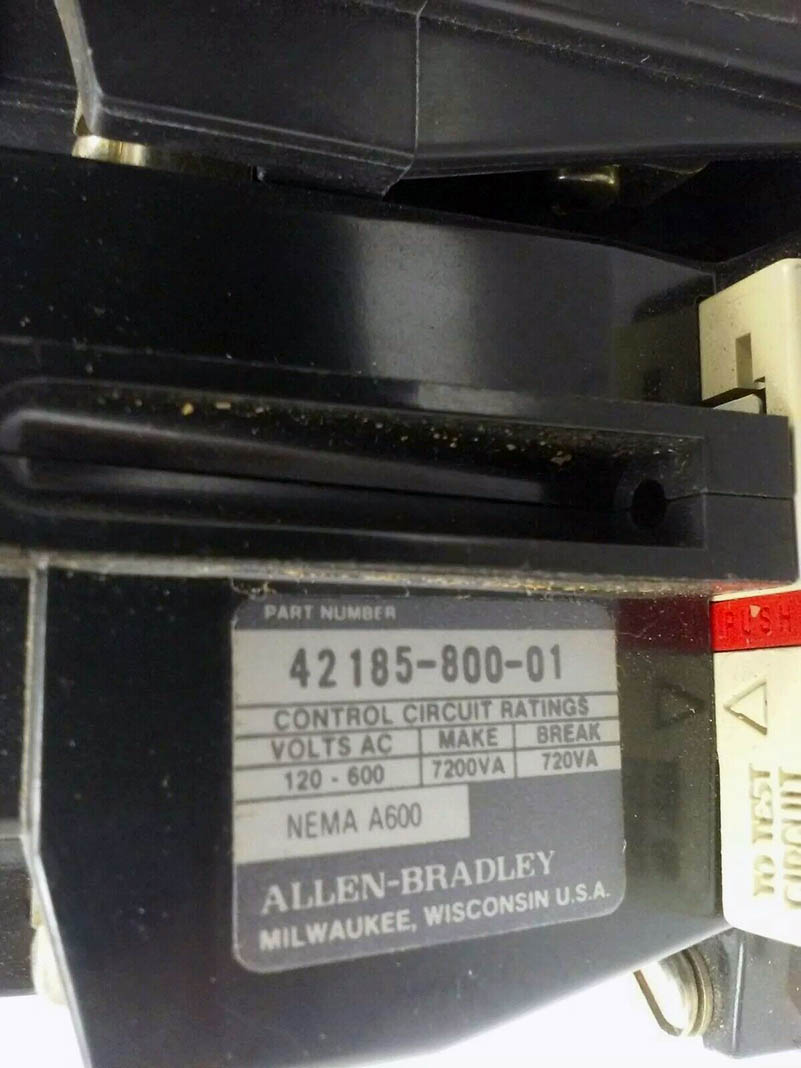 PART NUMBER
42185-800-01
CONTROL CIRCUIT RATINGS
VOLTS AC MAKE BREAK
120 - 600 7200VA 720VA
NEMA A600
ALLEN-BRADLEY
MILWAUKEE, WISCONSIN U.S.A.
PUSH
TO TEST
CIRCUIT